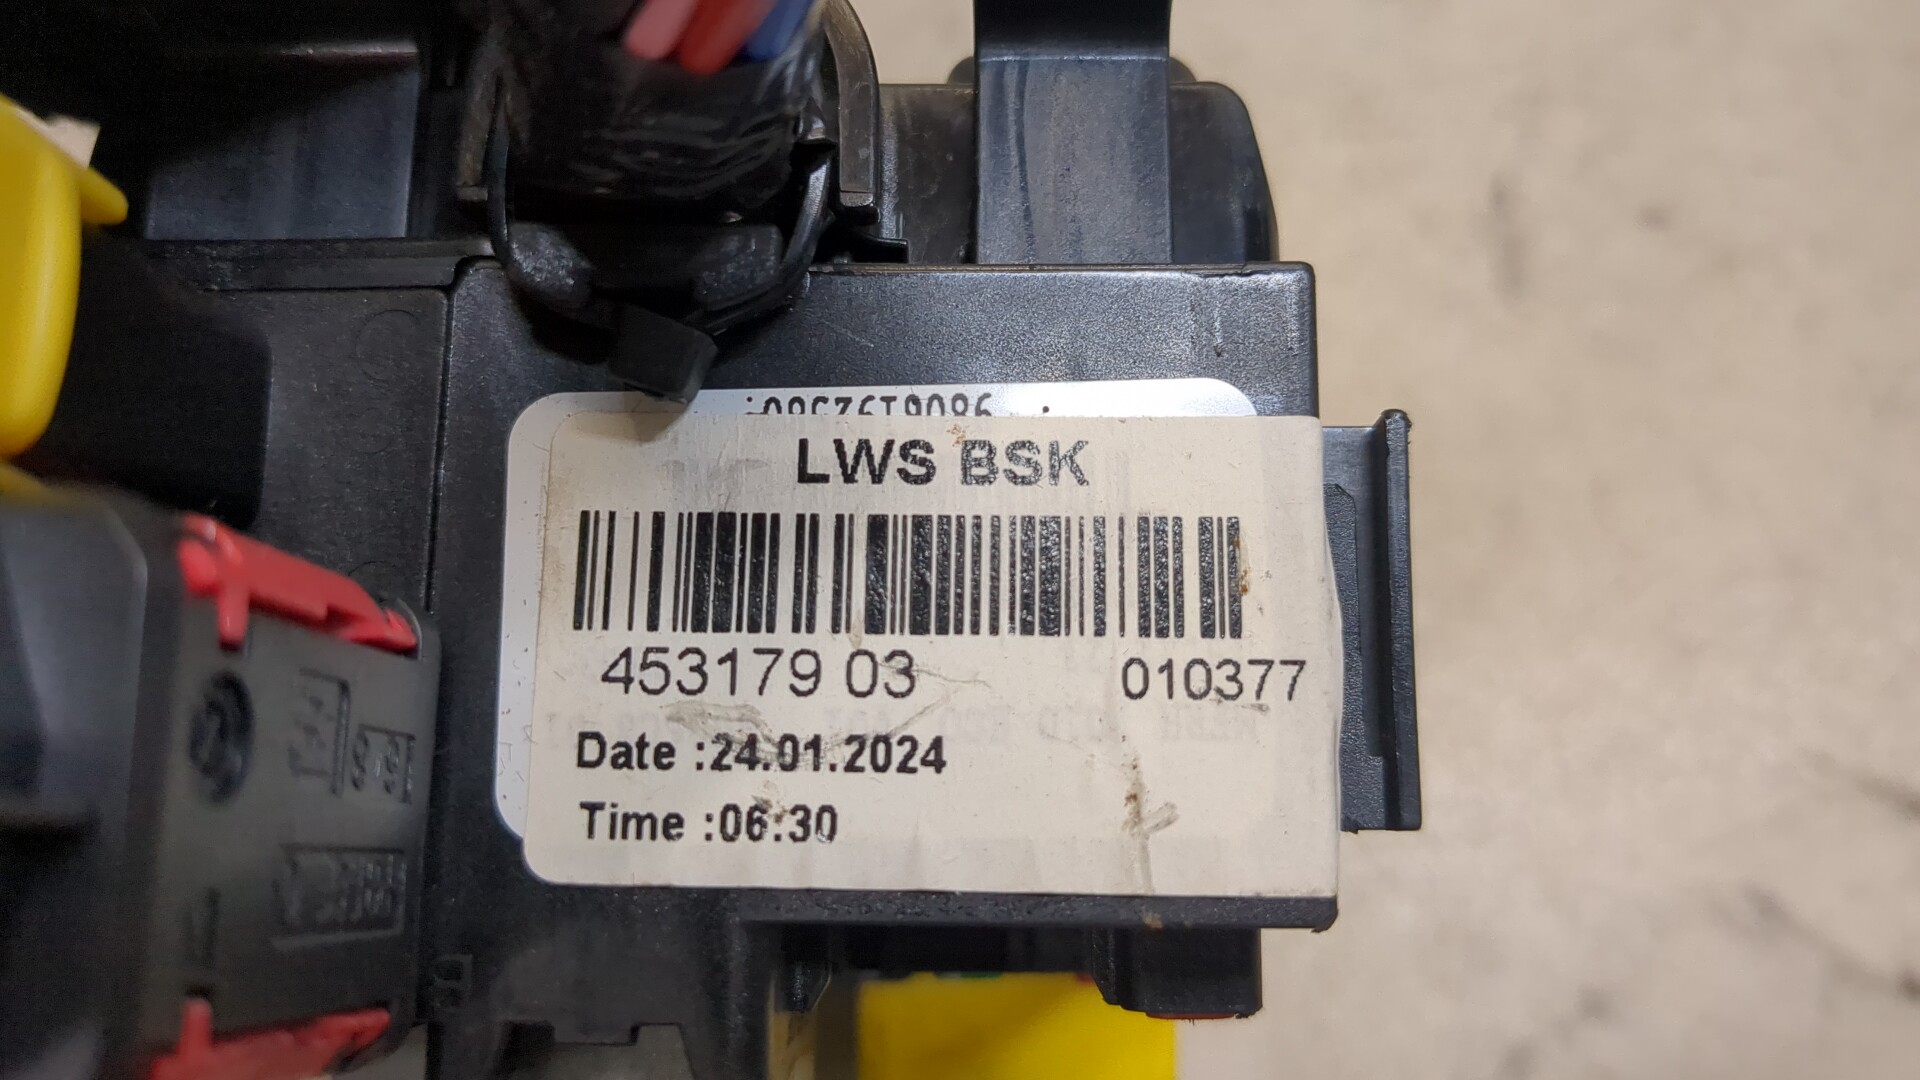 LWS BSK
453179 03 010377
Date :24.01.2024
Time :06:30